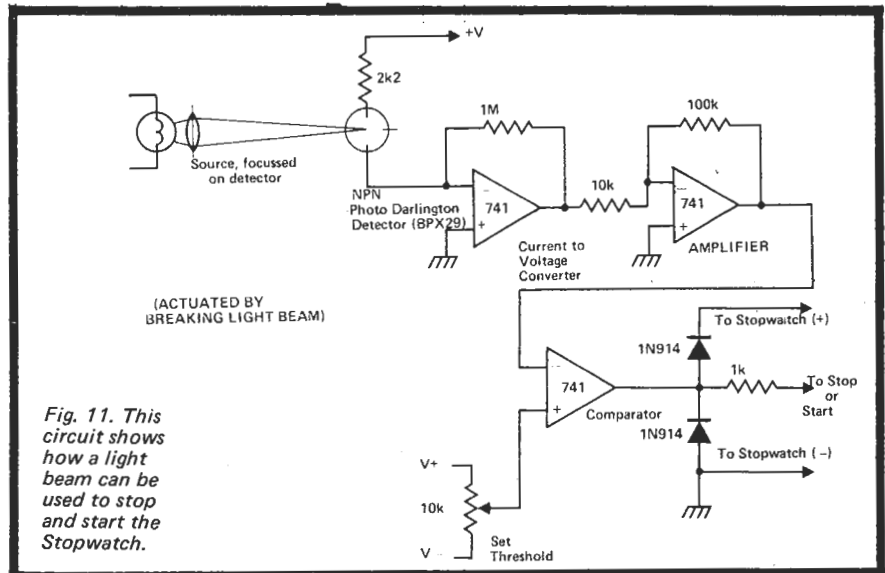 +V
2k2
1M
100k
Source, focussed
on detector
NPN
Photo Darlington
Detector (BPX29)
−
741
+
10k
−
741
+
AMPLIFIER
Current to
Voltage
Converter
(ACTUATED BY
BREAKING LIGHT BEAM)
To Stopwatch (+)
1N914
−
741
+
Comparator
1k
To Stop
or
Start
1N914
To Stopwatch (−)
V+
10k
V−
Set
Threshold
Fig. 11. This
circuit shows
how a light
beam can be
used to stop
and start the
Stopwatch.